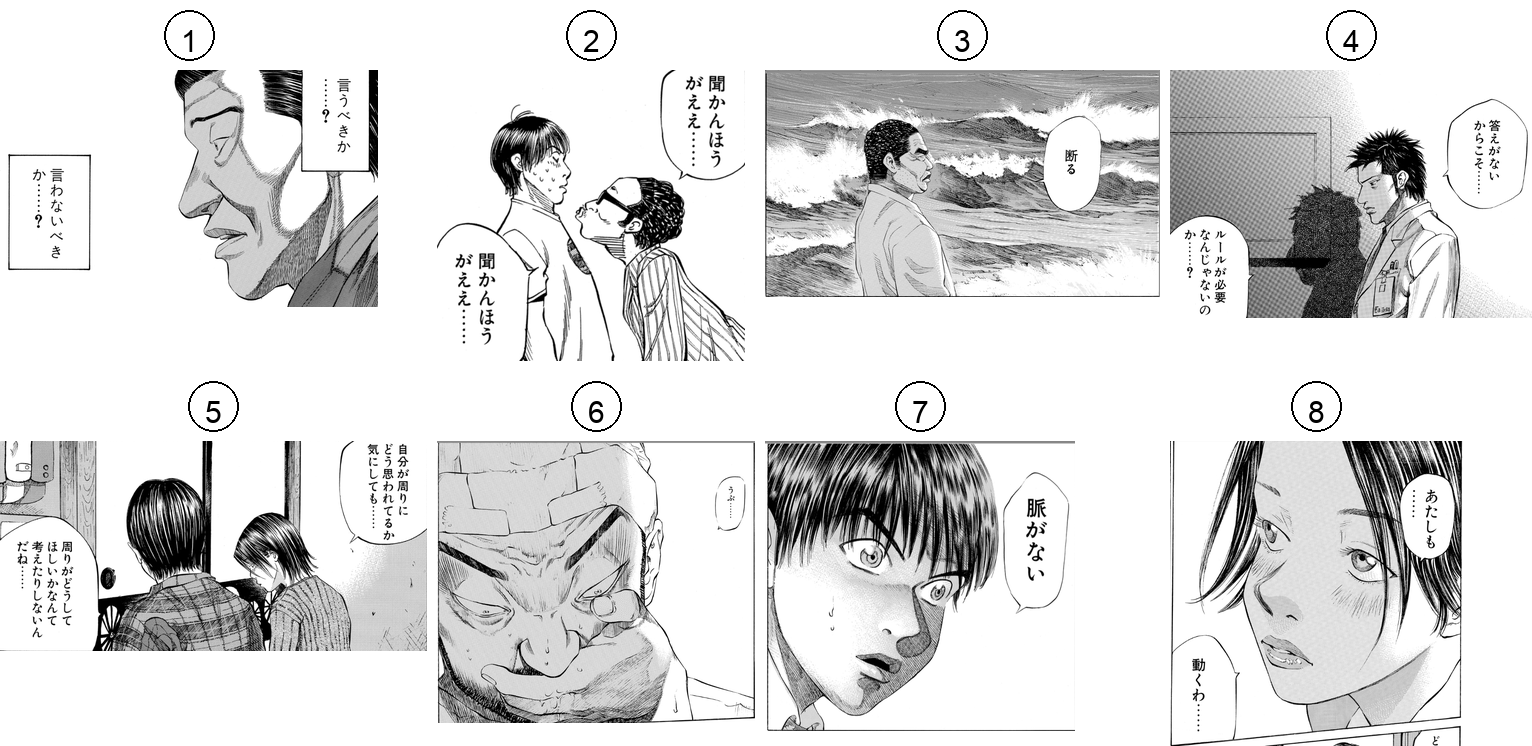 1
言うべきか
……?
言わないべき
か……?
2
聞かんほう
がええ……
聞かんほう
がええ……
3
断る
4
答えがない
からこそ……
ルールが必要
なんじゃないの
か……?
5
自分が周りに
どう思われてるか
気にしても……
周りがどうして
ほしいかなんて
考えたりしないん
だね……
6
うぷ……
7
脈がない
8
あたしも
……
動くわ……
ど